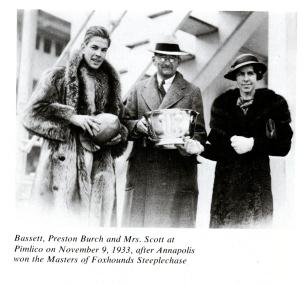 Bassett, Preston Burch and Mrs. Scott at
Pimlico on November 9, 1933, after Annapolis
won the Masters of Foxhounds Steeplechase